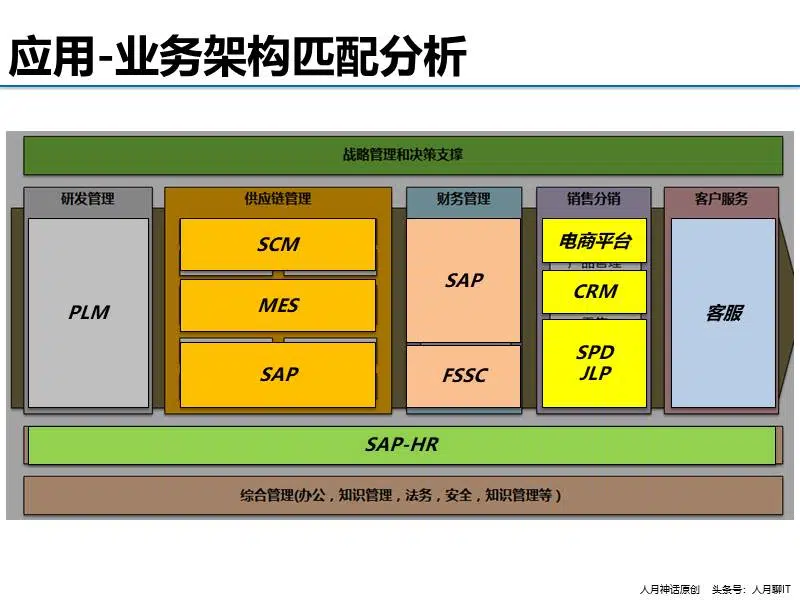 应用-业务架构匹配分析
战略管理和决策支撑
研发管理
供应链管理
财务管理
销售分销
客户服务
PLM
SCM
MES
SAP
SAP
FSSC
电商平台
产品管理
CRM
SPD
JLP
客服
SAP-HR
综合管理(办公，知识管理，法务，安全，知识管理等）
人月神话原创 头条号：人月聊IT